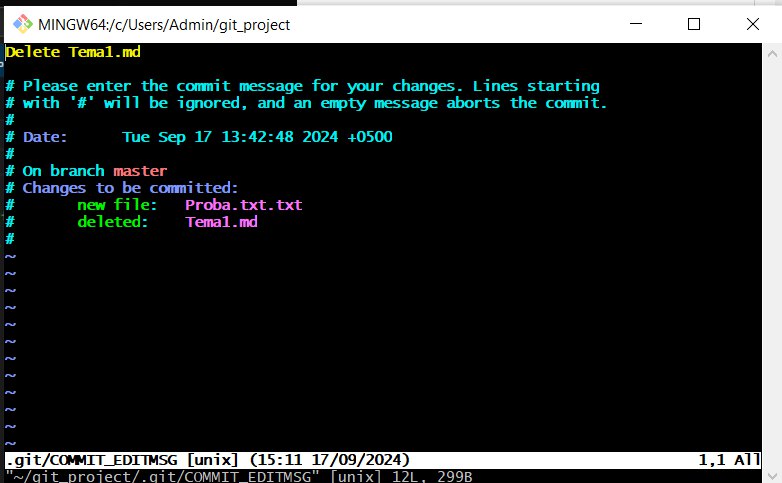 MINGW64:/c/Users/Admin/git_project
Delete Tema1.md
# Please enter the commit message for your changes. Lines starting
# with '#' will be ignored, and an empty message aborts the commit.
#
# Date:      Tue Sep 17 13:42:48 2024 +0500
#
# On branch master
# Changes to be committed:
#       new file:   Proba.txt.txt
#       deleted:    Tema1.md
#
~
~
~
~
~
~
~
~
~
~
~
~
.git/COMMIT_EDITMSG [unix] (15:11 17/09/2024) 1,1 All
"~/git_project/.git/COMMIT_EDITMSG" [unix] 12L, 299B